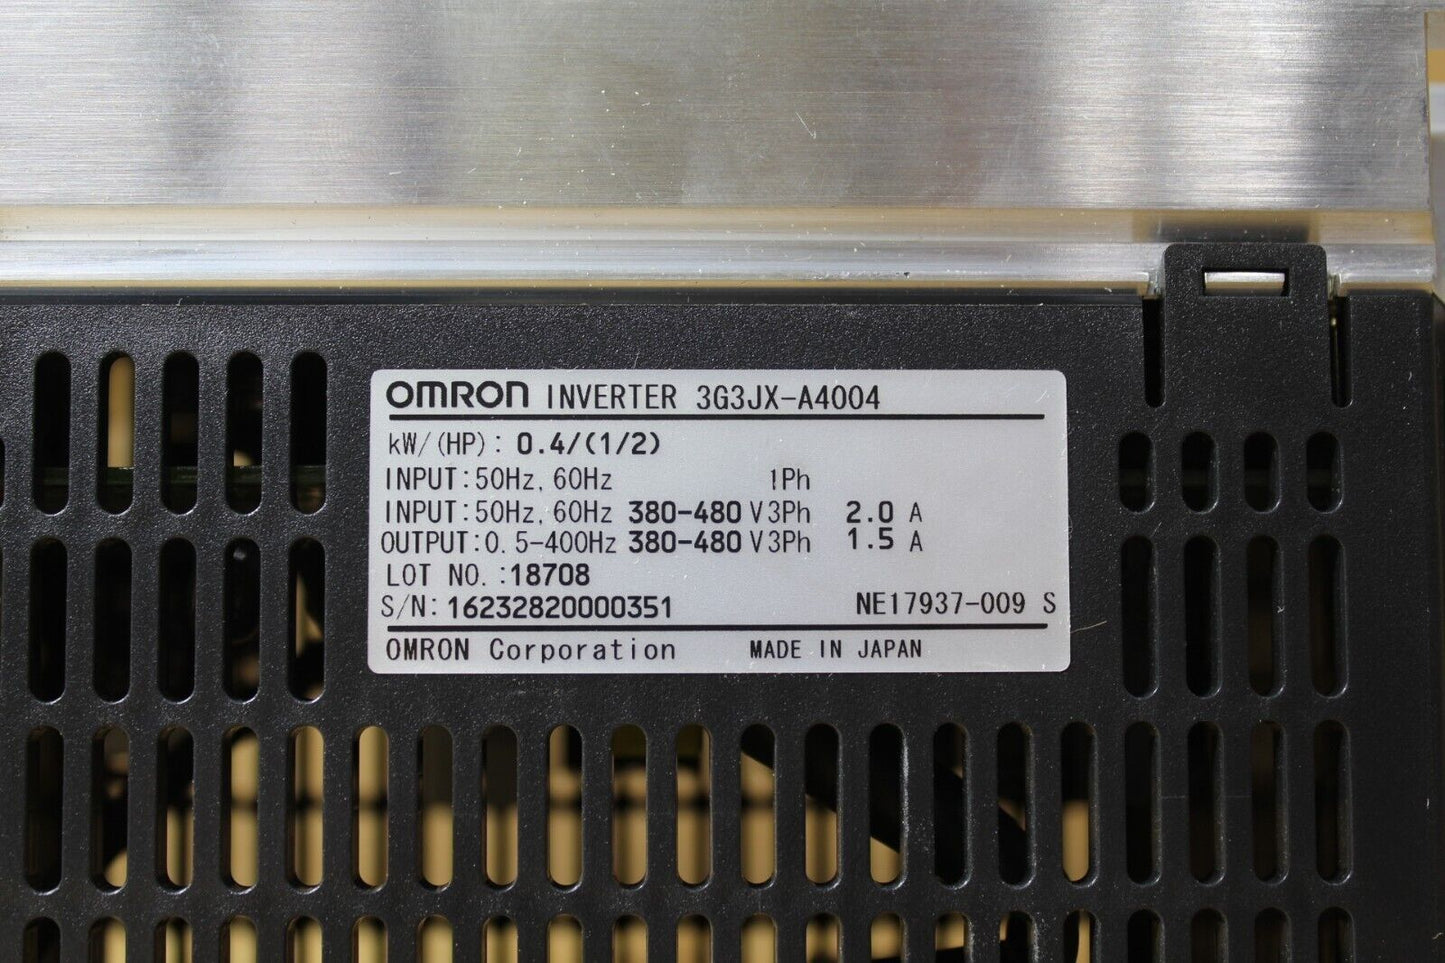 OMRON INVERTER 3G3JX-A4004
kW/(HP): 0.4/(1/2)
INPUT:50Hz, 60Hz 1Ph
INPUT:50Hz, 60Hz 380-480 V3Ph 2.0 A
OUTPUT:0.5-400Hz 380-480 V3Ph 1.5 A
LOT NO. :18708
S/N: 16232820000351 NE17937-009 S
OMRON Corporation MADE IN JAPAN